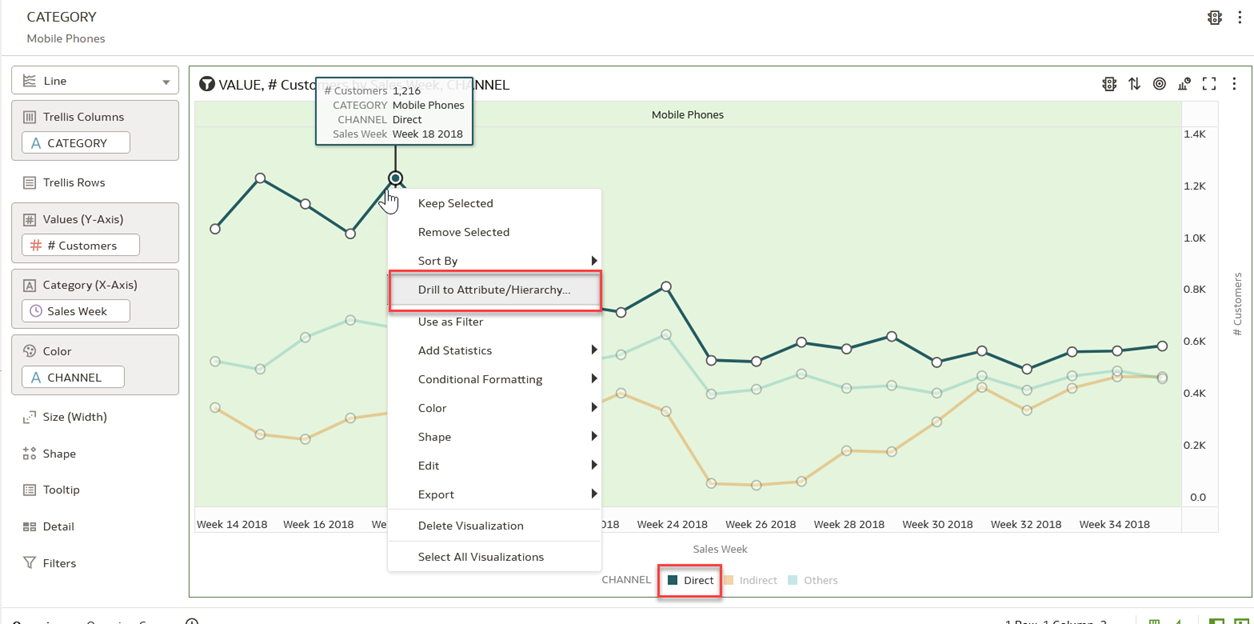 CATEGORY
Mobile Phones
Line
Trellis Columns
A CATEGORY
Trellis Rows
Values (Y-Axis)
# # Customers
Category (X-Axis)
Sales Week
Color
A CHANNEL
Size (Width)
Shape
Tooltip
Detail
Filters
VALUE, # Customers by Sales Week, CHANNEL
# Customers 1,216
CATEGORY Mobile Phones
CHANNEL Direct
Sales Week Week 18 2018
Mobile Phones
Keep Selected
Remove Selected
Sort By
Drill to Attribute/Hierarchy...
Use as Filter
Add Statistics
Conditional Formatting
Color
Shape
Edit
Export
Delete Visualization
Select All Visualizations
1.4K
1.2K
1.0K
0.8K
0.6K
0.4K
0.2K
0.0
# Customers
Week 14 2018 Week 16 2018 We 018 Week 24 2018 Week 26 2018 Week 28 2018 Week 30 2018 Week 32 2018 Week 34 2018
Sales Week
CHANNEL Direct Indirect Others